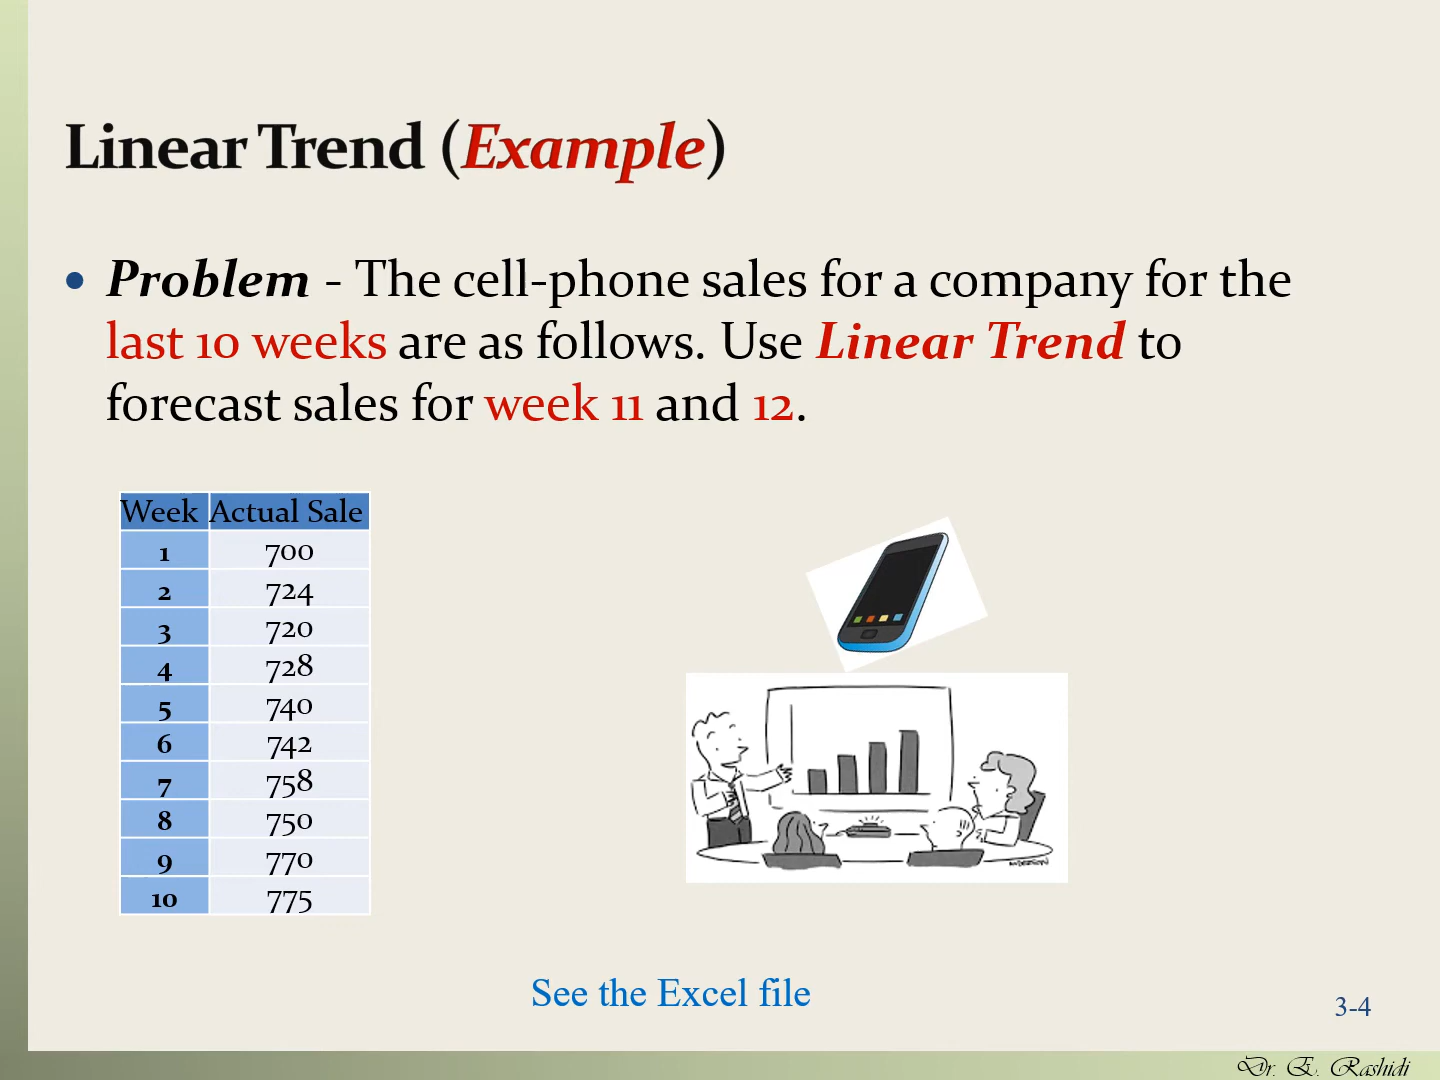 Linear Trend (Example)
• Problem - The cell-phone sales for a company for the
last 10 weeks are as follows. Use Linear Trend to
forecast sales for week 11 and 12.
Week Actual Sale
1 700
2 724
3 720
4 728
5 740
6 742
7 758
8 750
9 770
10 775
See the Excel file
3-4
Dr. E. Rashidi